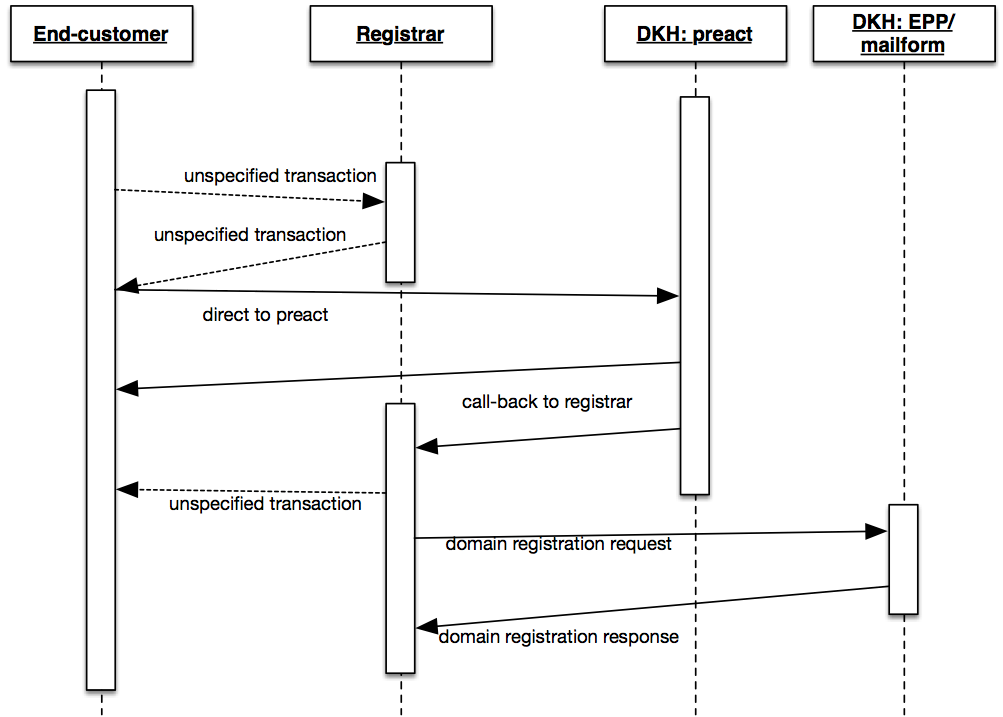 End-customer
Registrar
DKH: preact
DKH: EPP/
mailform
unspecified transaction
unspecified transaction
direct to preact
call-back to registrar
unspecified transaction
domain registration request
domain registration response